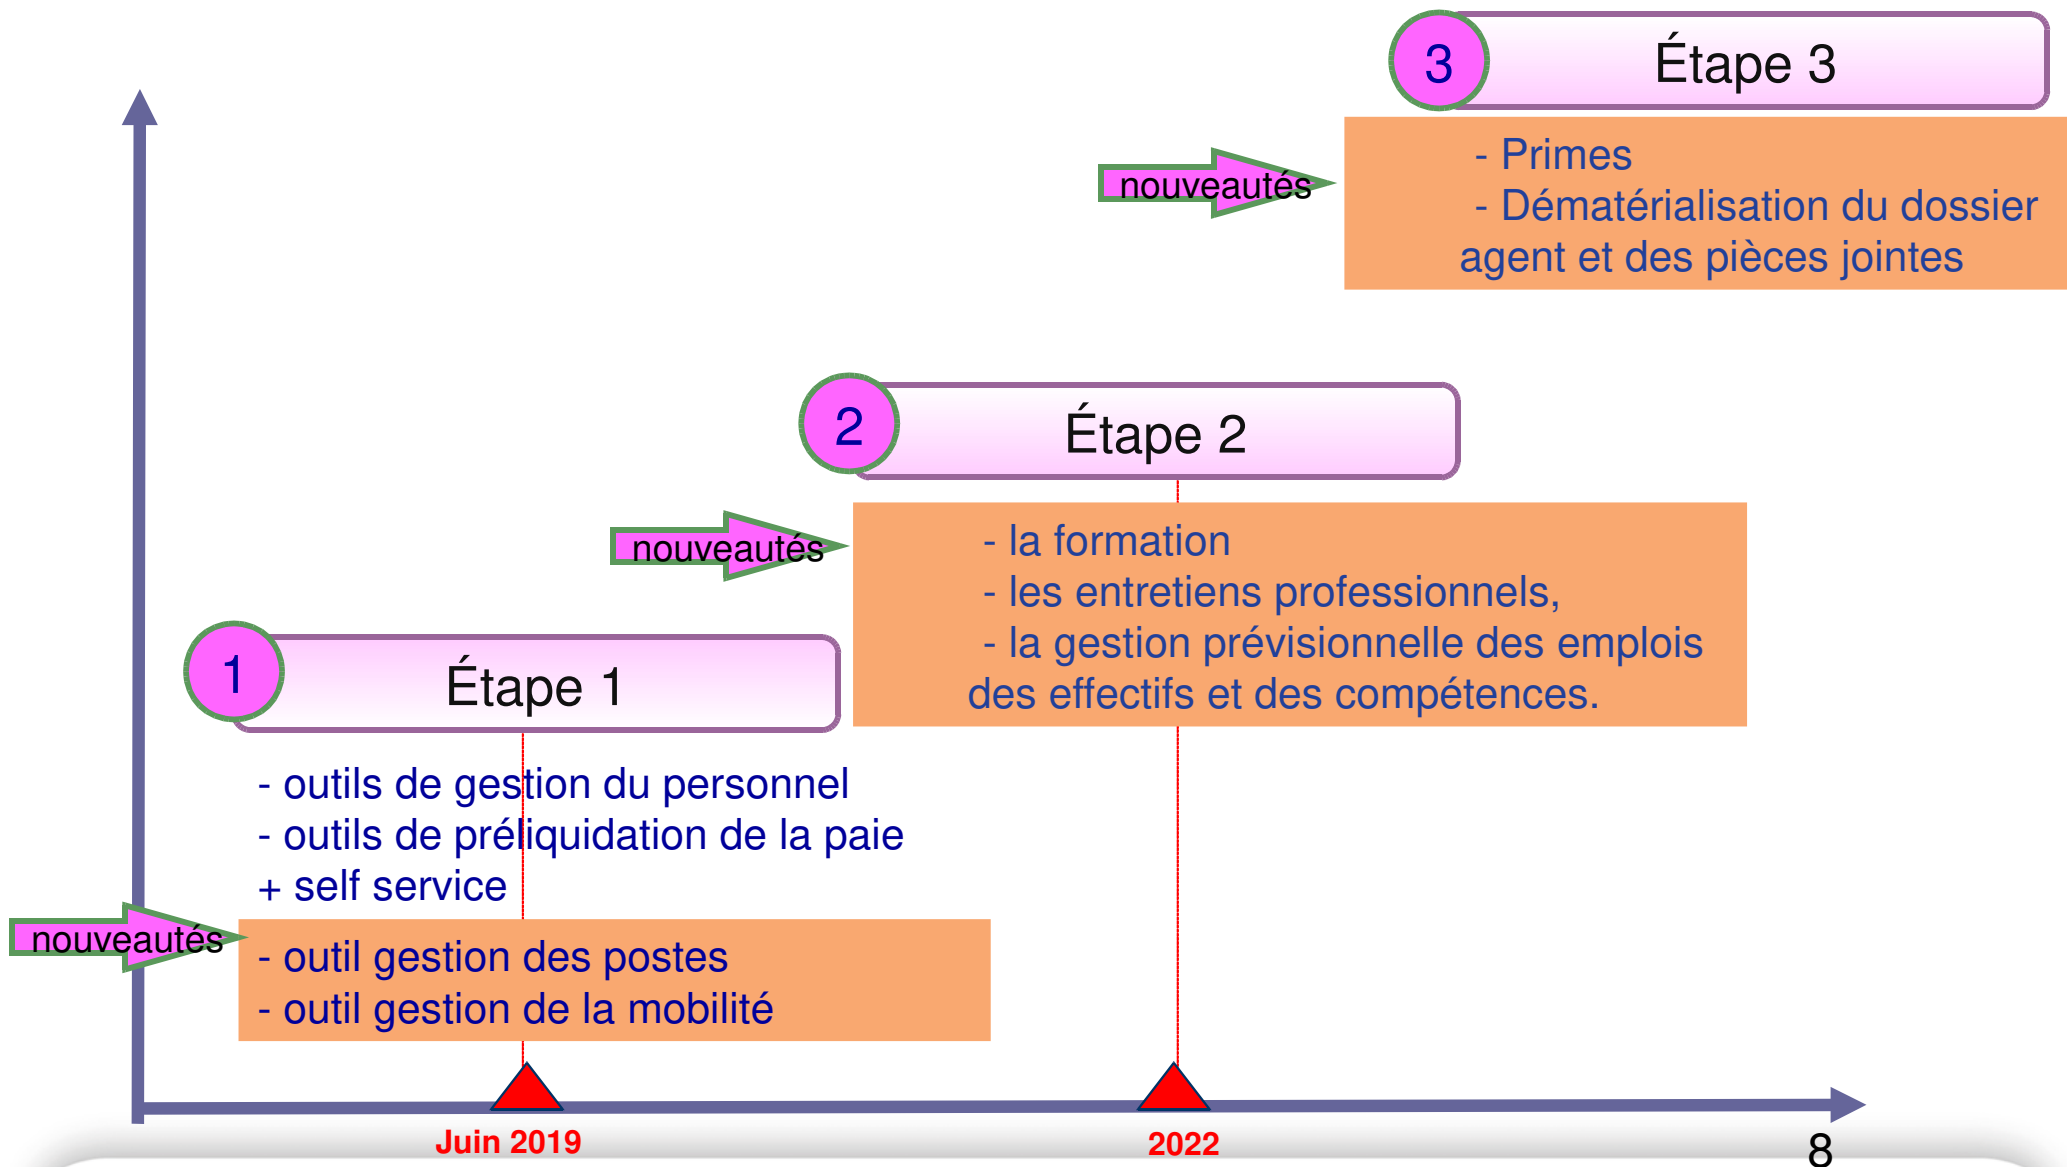 3
Étape 3
nouveautés
- Primes
- Dématérialisation du dossier
agent et des pièces jointes
2
Étape 2
nouveautés
- la formation
- les entretiens professionnels,
- la gestion prévisionnelle des emplois
des effectifs et des compétences.
1
Étape 1
- outils de gestion du personnel
- outils de préliquidation de la paie
+ self service
nouveautés
- outil gestion des postes
- outil gestion de la mobilité
Juin 2019
2022
8